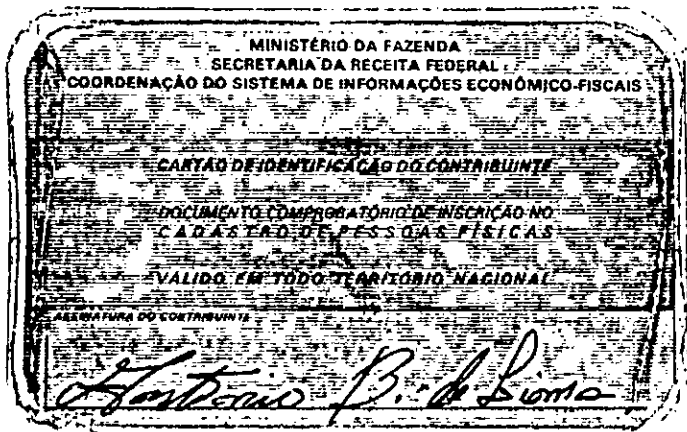 MINISTÉRIO DA FAZENDA
SECRETARIA DA RECEITA FEDERAL
COORDENAÇÃO DO SISTEMA DE INFORMAÇÕES ECONÔMICO-FISCAIS
CARTÃO DE IDENTIFICAÇÃO DO CONTRIBUINTE
DOCUMENTO COMPROBATÓRIO DE INSCRIÇÃO NO
CADASTRO DE PESSOAS FÍSICAS
VÁLIDO EM TODO TERRITÓRIO NACIONAL
ASSINATURA DO CONTRIBUINTE
B. de